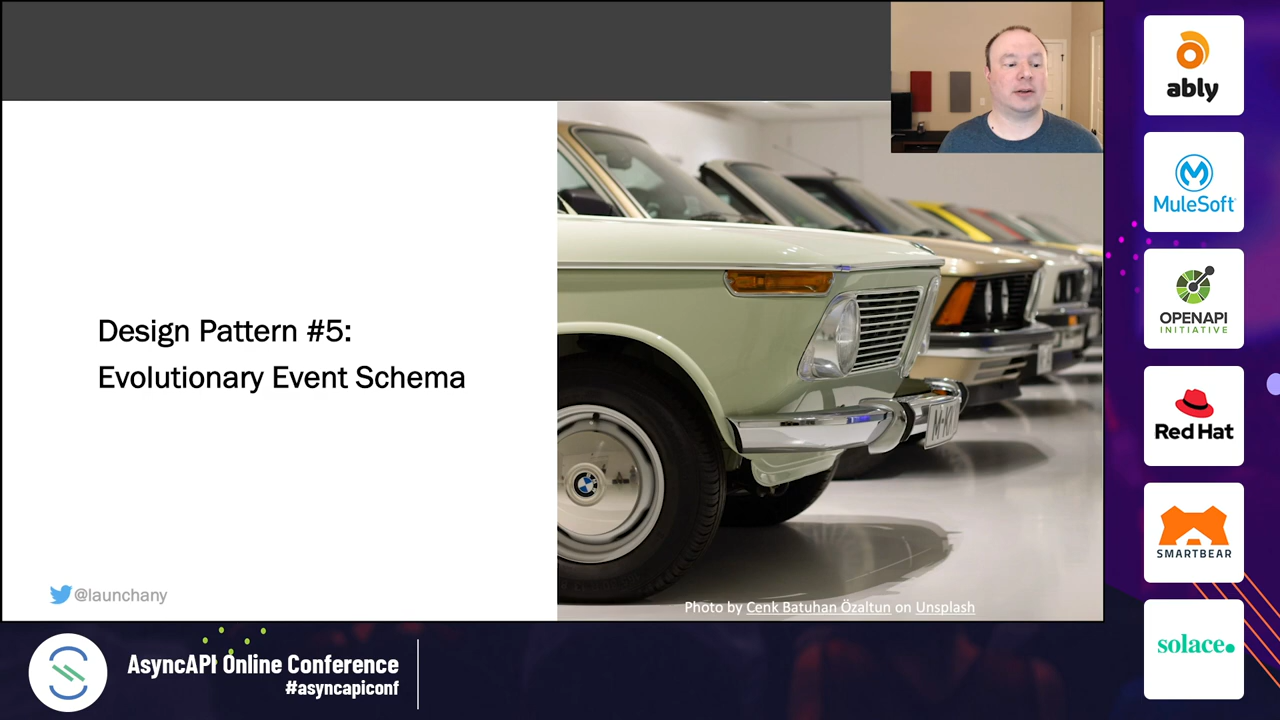 Design Pattern #5:
Evolutionary Event Schema
@launchany
Photo by Cenk Batuhan Özaltun on Unsplash
AsyncAPI Online Conference
#asyncapiconf
ably
MuleSoft
OPENAPI
INITIATIVE
Red Hat
SMARTBEAR
solace.